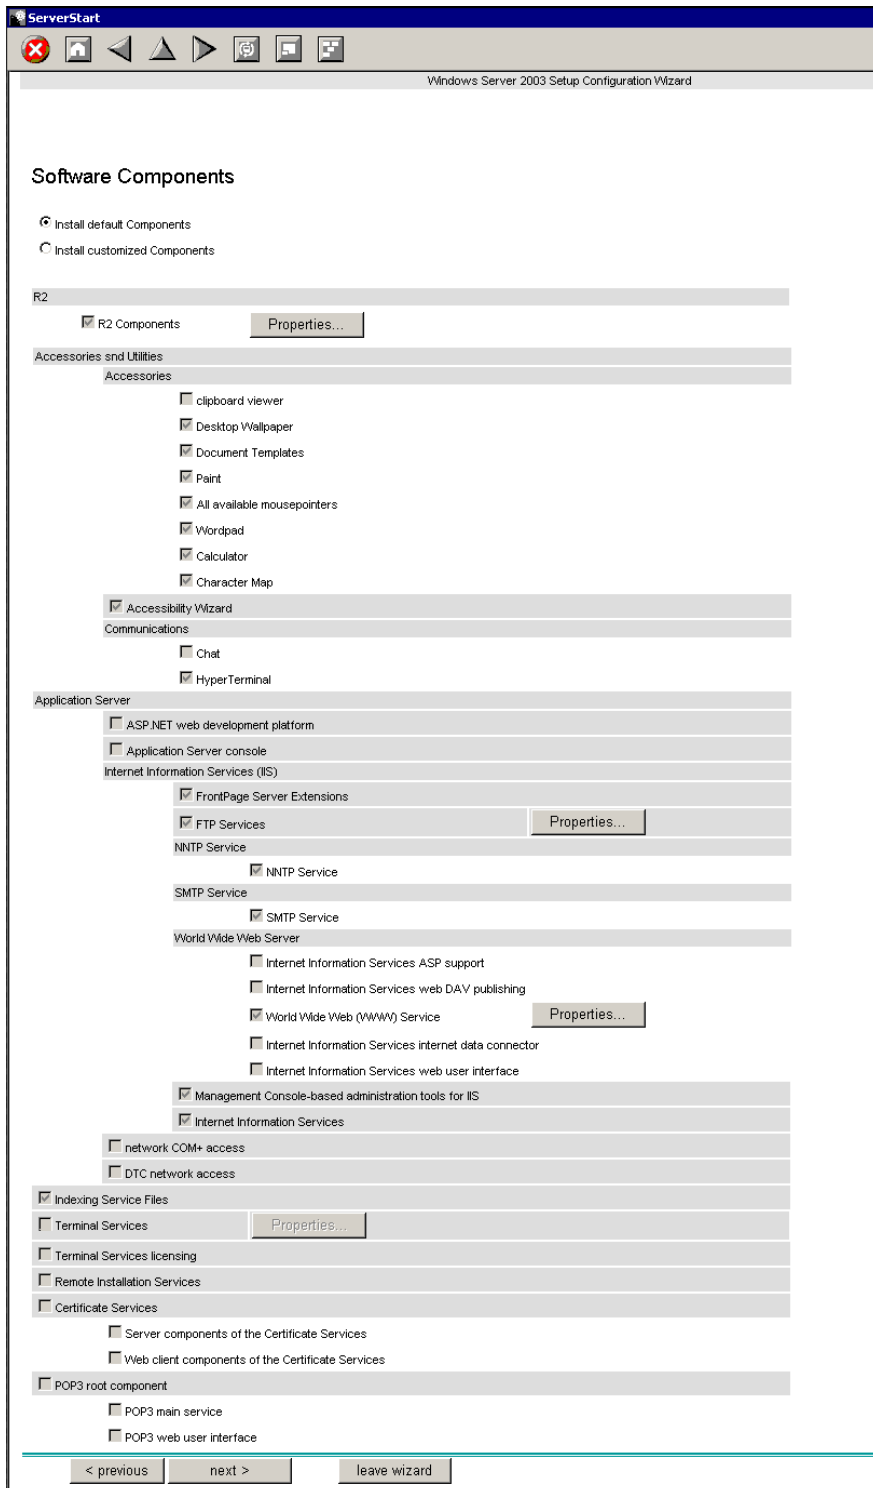 ServerStart
Windows Server 2003 Setup Configuration Wizard
Software Components
Install default Components
Install customized Components
R2
R2 Components Properties...
Accessories snd Utilities
Accessories
clipboard viewer
Desktop Wallpaper
Document Templates
Paint
All available mousepointers
Wordpad
Calculator
Character Map
Accessibility Wizard
Communications
Chat
HyperTerminal
Application Server
ASP.NET web development platform
Application Server console
Internet Information Services (IIS)
FrontPage Server Extensions
FTP Services Properties...
NNTP Service
NNTP Service
SMTP Service
SMTP Service
World Wide Web Server
Internet Information Services ASP support
Internet Information Services web DAV publishing
World Wide Web (WWW) Service Properties...
Internet Information Services internet data connector
Internet Information Services web user interface
Management Console-based administration tools for IIS
Internet Information Services
network COM+ access
DTC network access
Indexing Service Files
Terminal Services Properties...
Terminal Services licensing
Remote Installation Services
Certificate Services
Server components of the Certificate Services
Web client components of the Certificate Services
POP3 root component
POP3 main service
POP3 web user interface
< previous next > leave wizard